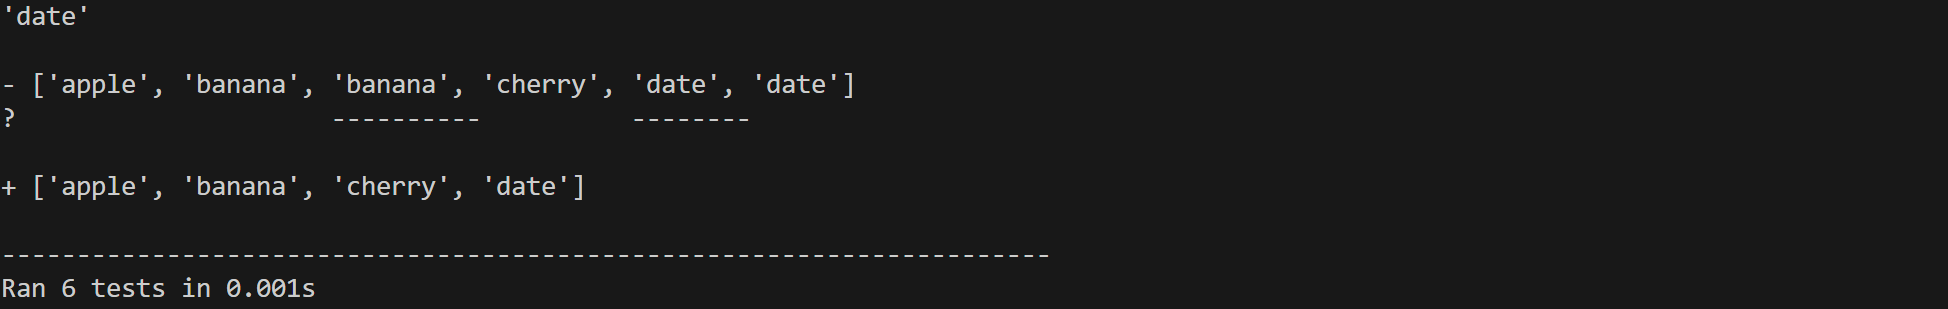 'date'
- ['apple', 'banana', 'banana', 'cherry', 'date', 'date']
?                     ----------          --------
+ ['apple', 'banana', 'cherry', 'date']
----------------------------------------------------------------------
Ran 6 tests in 0.001s